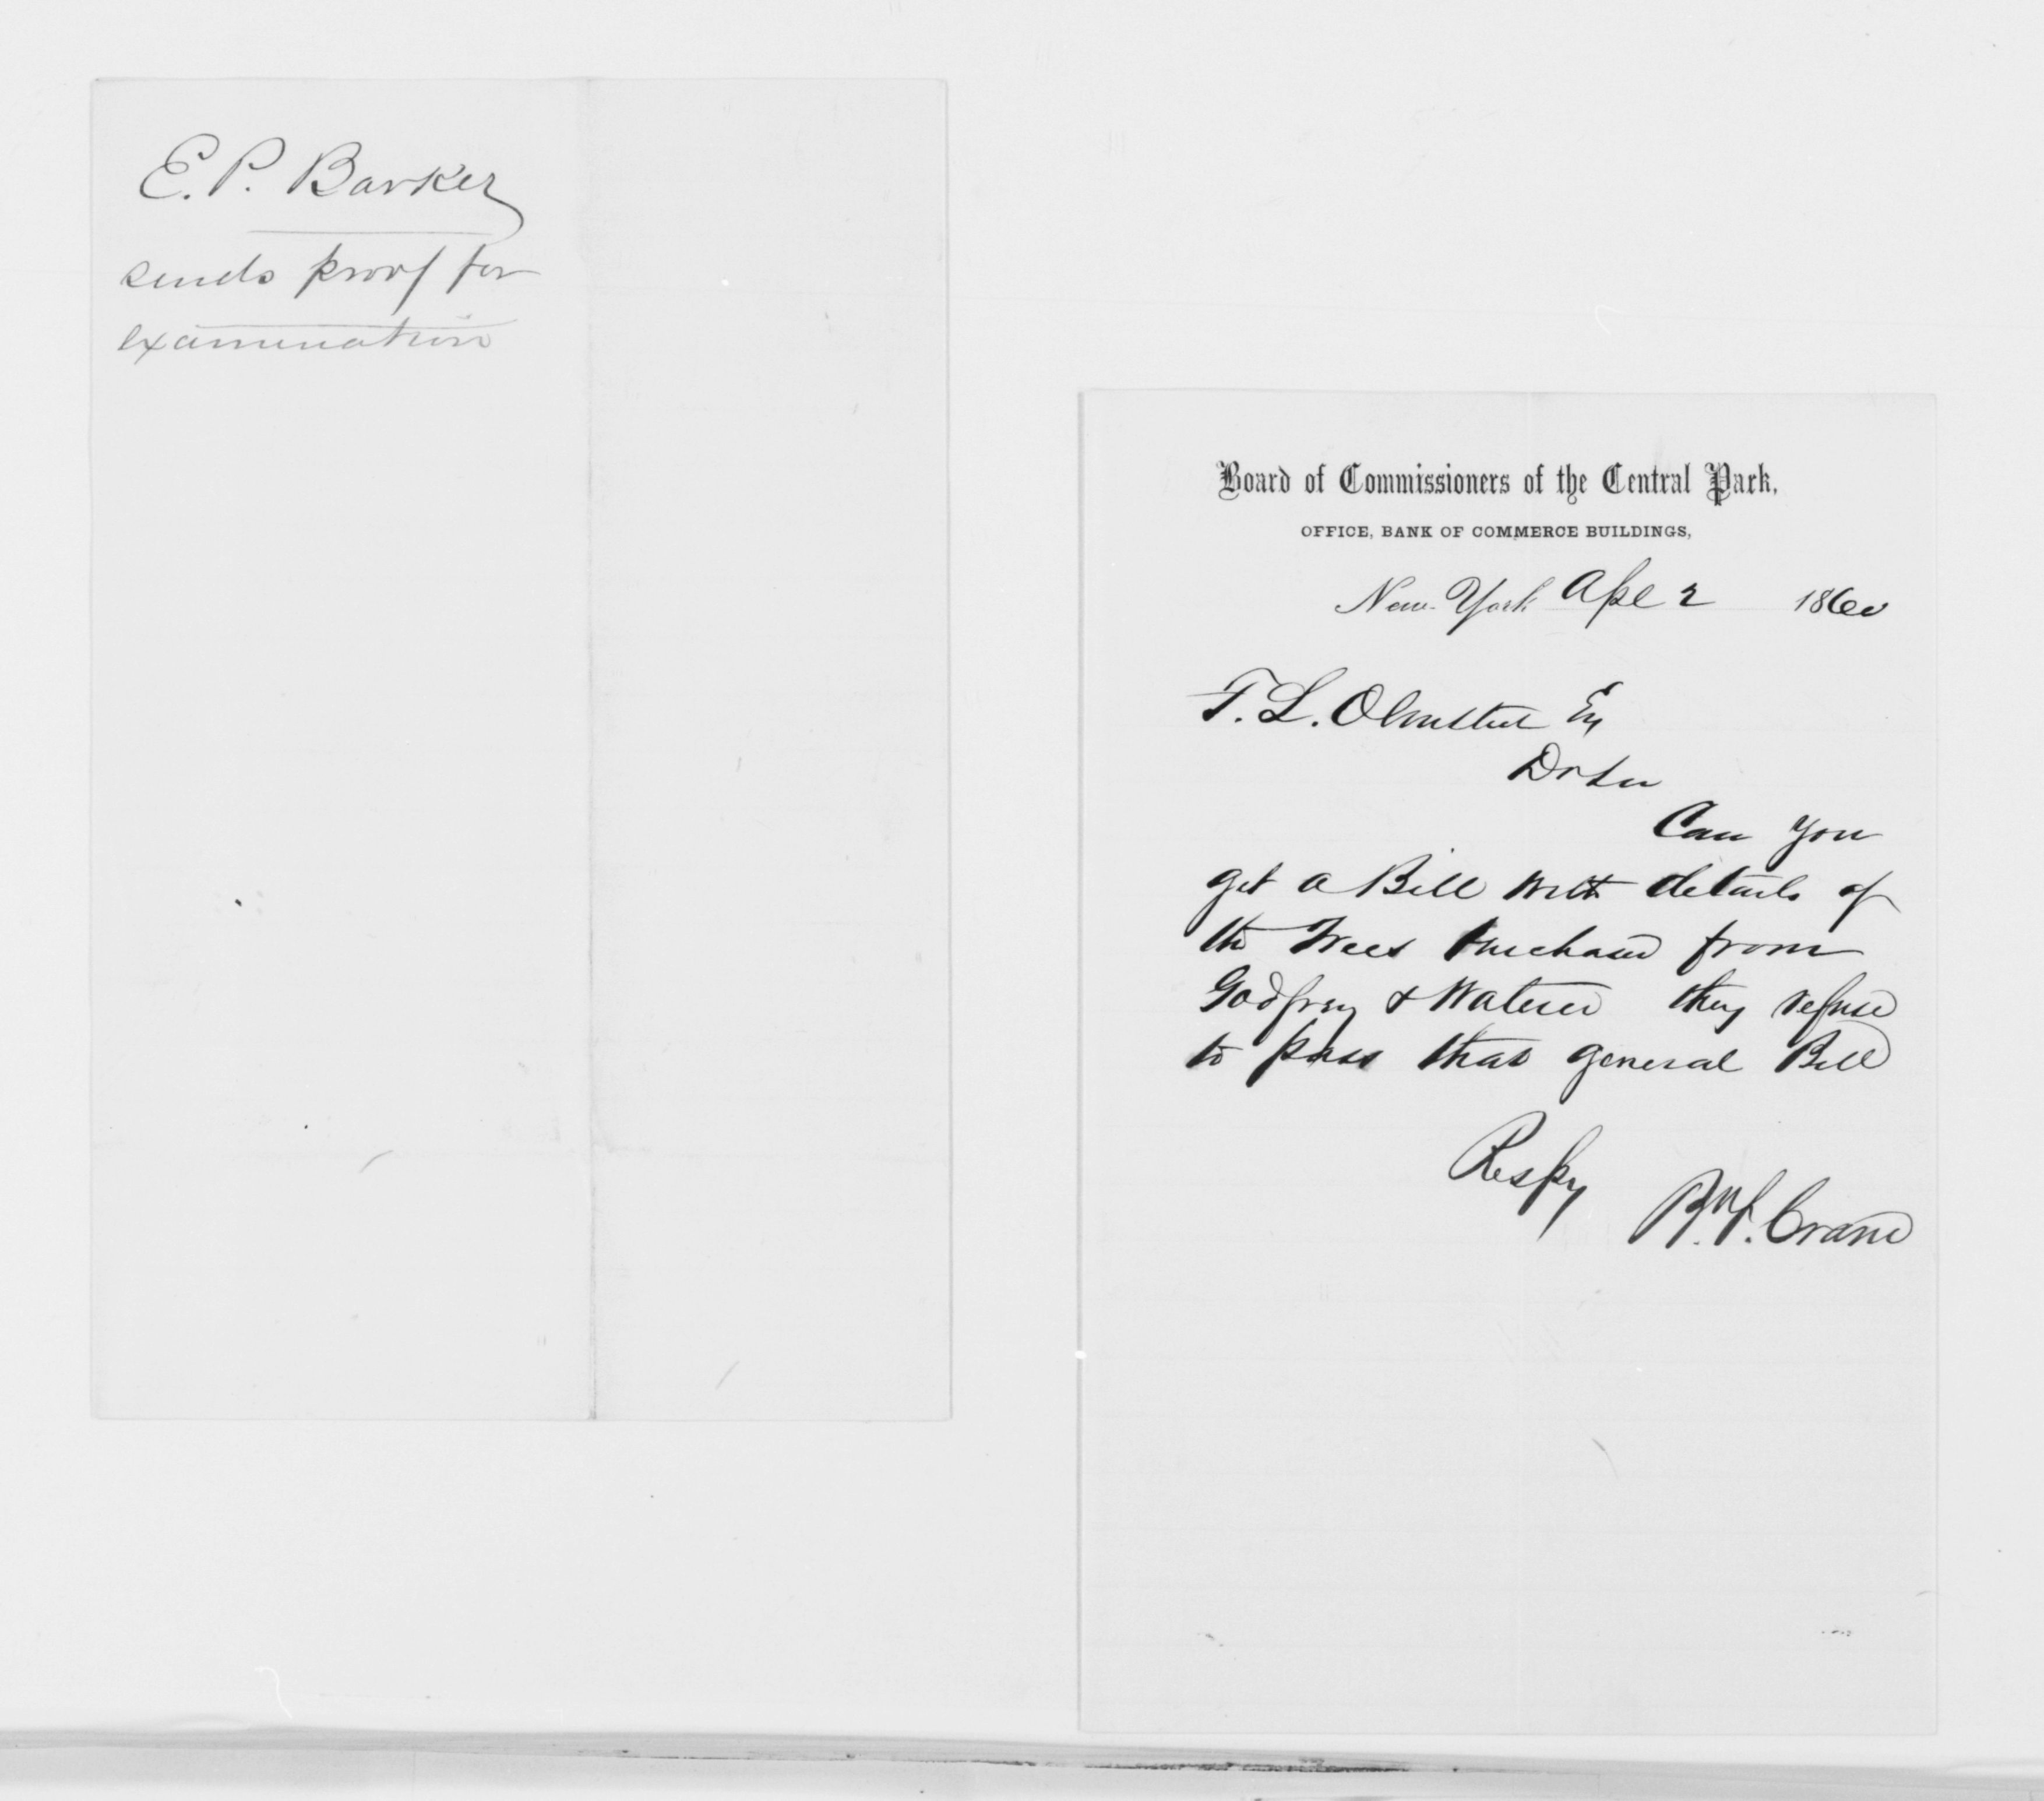 E. P. Barker
sends proof for
examination
Board of Commissioners of the Central Park,
OFFICE, BANK OF COMMERCE BUILDINGS,
New-York Apl 2 1860
F. L. Olmsted Esq
Dr Sir
Can you
get a Bill with details of
the Trees purchased from
Godfrey & Waterer they refuse
to pass that general Bill
Respy
Crane